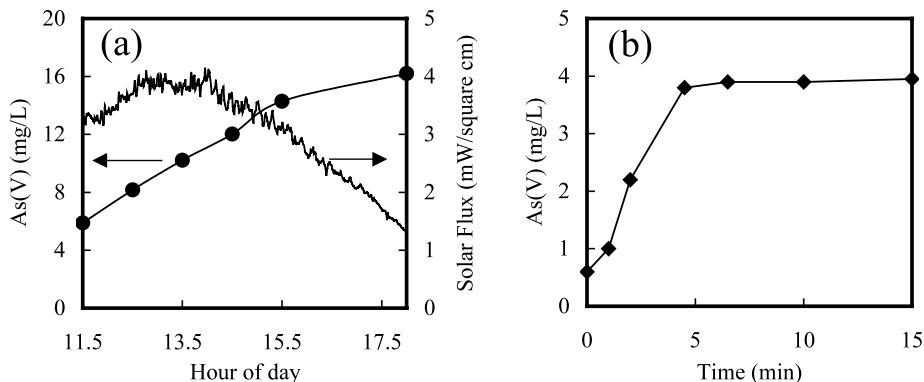 (a)
As(V) (mg/L)
20
16
12
8
4
0
5
4
3
2
1
0
Solar Flux (mW/square cm)
11.5 13.5 15.5 17.5
Hour of day
(b)
As(V) (mg/L)
5
4
3
2
1
0
0 5 10 15
Time (min)